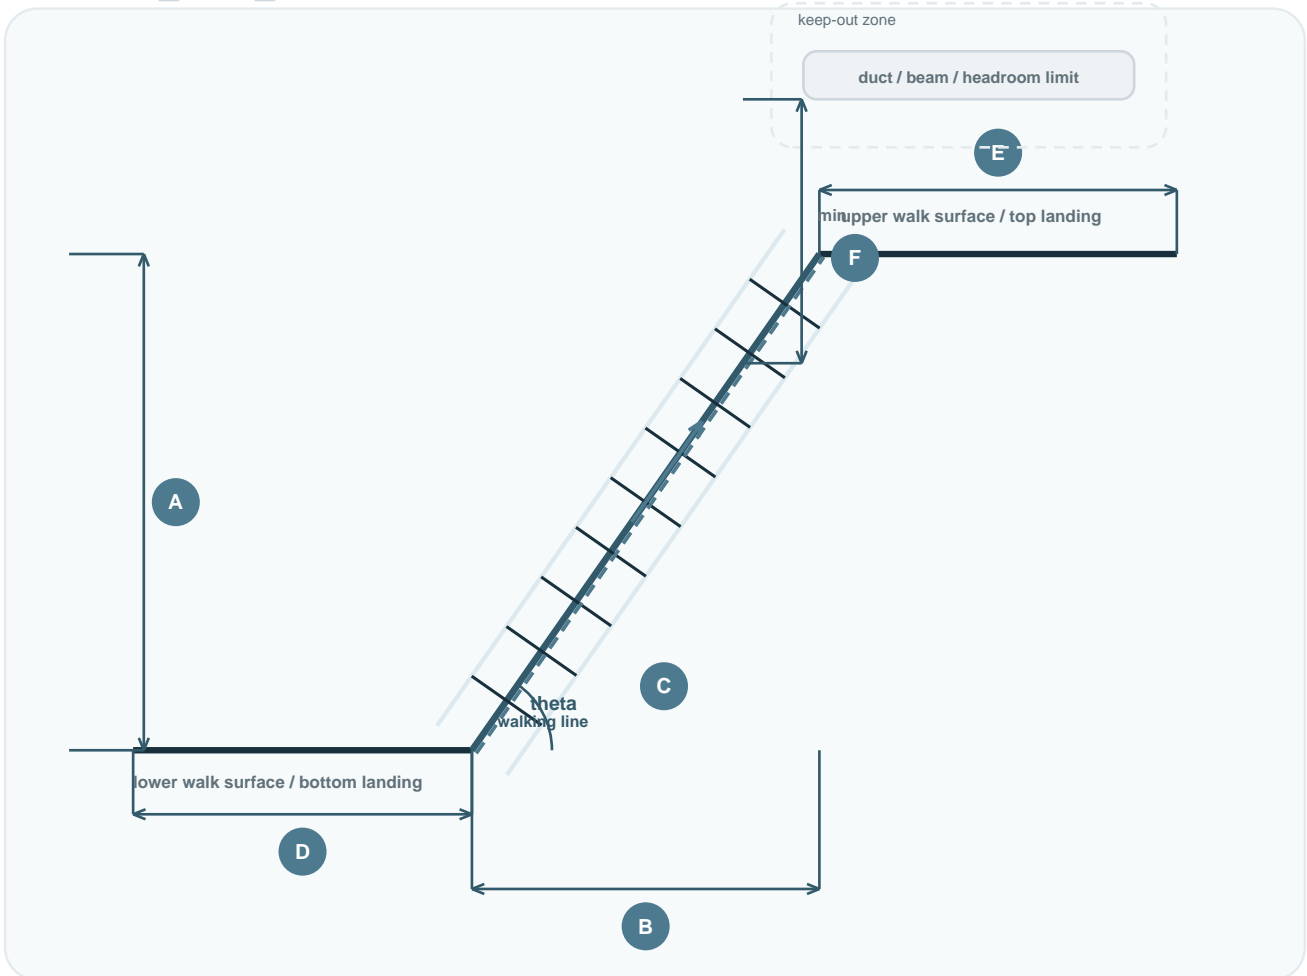 keep-out zone
duct / beam / headroom limit
E
min
upper walk surface / top landing
F
A
C
theta
walking line
lower walk surface / bottom landing
D
B